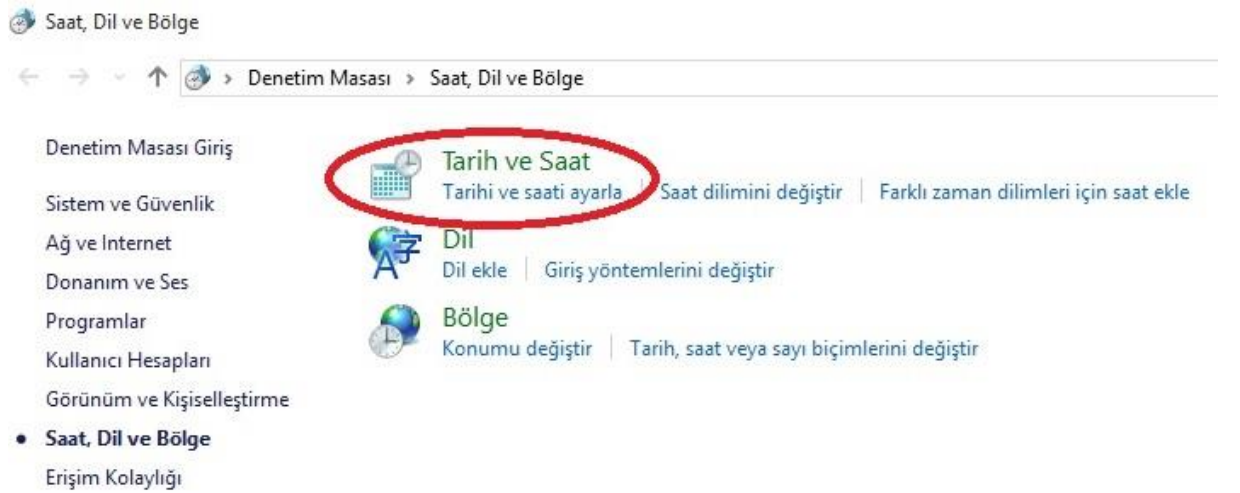 Saat, Dil ve Bölge
Denetim Masası > Saat, Dil ve Bölge
Denetim Masası Giriş
Sistem ve Güvenlik
Ağ ve Internet
Donanım ve Ses
Programlar
Kullanıcı Hesapları
Görünüm ve Kişiselleştirme
Saat, Dil ve Bölge
Erişim Kolaylığı
Tarih ve Saat
Tarihi ve saati ayarla | Saat dilimini değiştir | Farklı zaman dilimleri için saat ekle
Dil
Dil ekle | Giriş yöntemlerini değiştir
Bölge
Konumu değiştir | Tarih, saat veya sayı biçimlerini değiştir